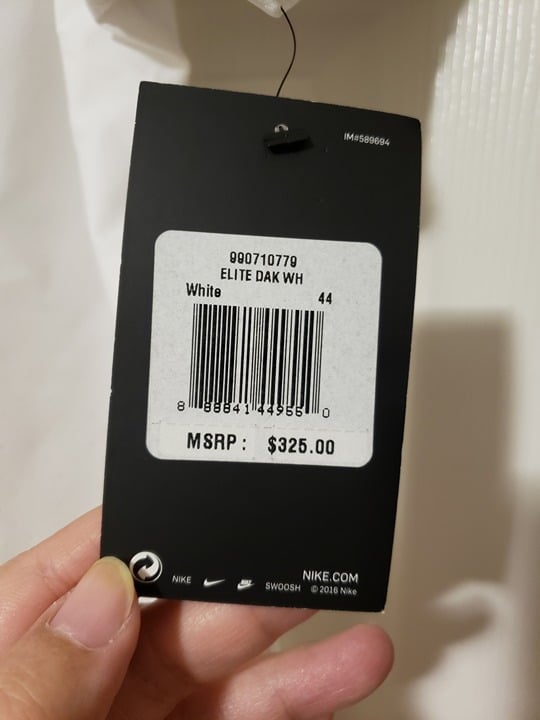 IM#589694
990710779
ELITE DAK WH
White 44
8 88841 44956 0
MSRP: $325.00
NIKE SWOOSH NIKE.COM
© 2016 Nike